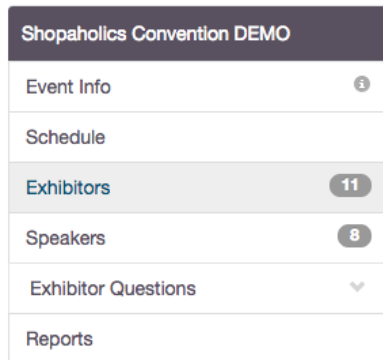 Shopaholics Convention DEMO
Event Info
Schedule
Exhibitors 11
Speakers 8
Exhibitor Questions
Reports